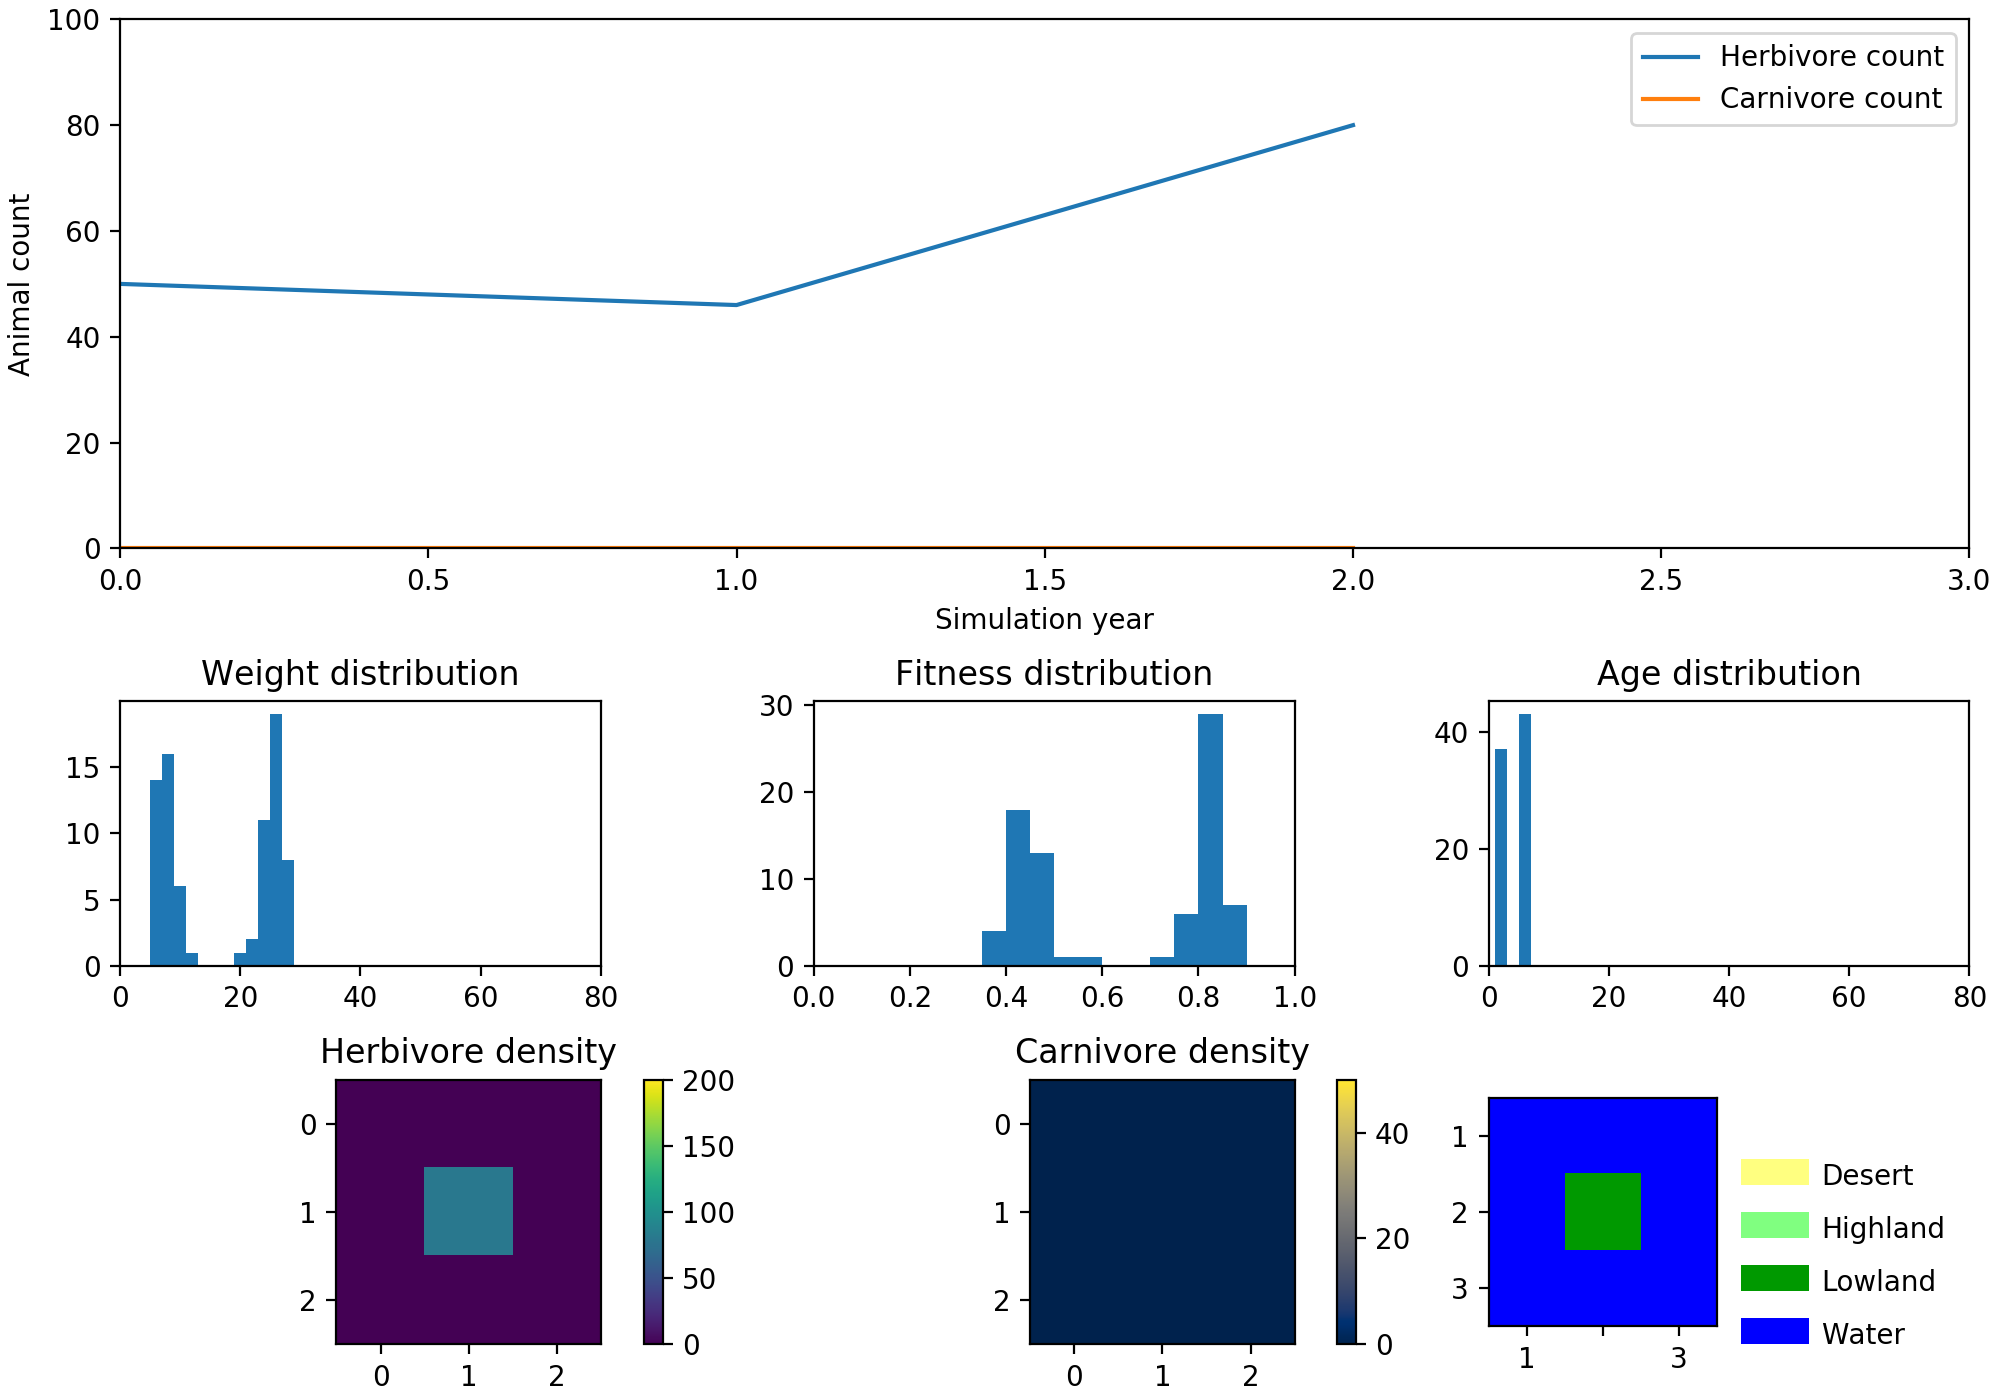 100
80
60
40
20
0
Animal count
Herbivore count
Carnivore count
0.0 0.5 1.0 1.5 2.0 2.5 3.0
Simulation year
Weight distribution
15
10
5
0
0 20 40 60 80
Fitness distribution
30
20
10
0
0.0 0.2 0.4 0.6 0.8 1.0
Age distribution
40
20
0
0 20 40 60 80
Herbivore density
0
1
2
0 1 2
200
150
100
50
0
Carnivore density
0
1
2
0 1 2
40
20
0
1
2
3
1 3
Desert
Highland
Lowland
Water